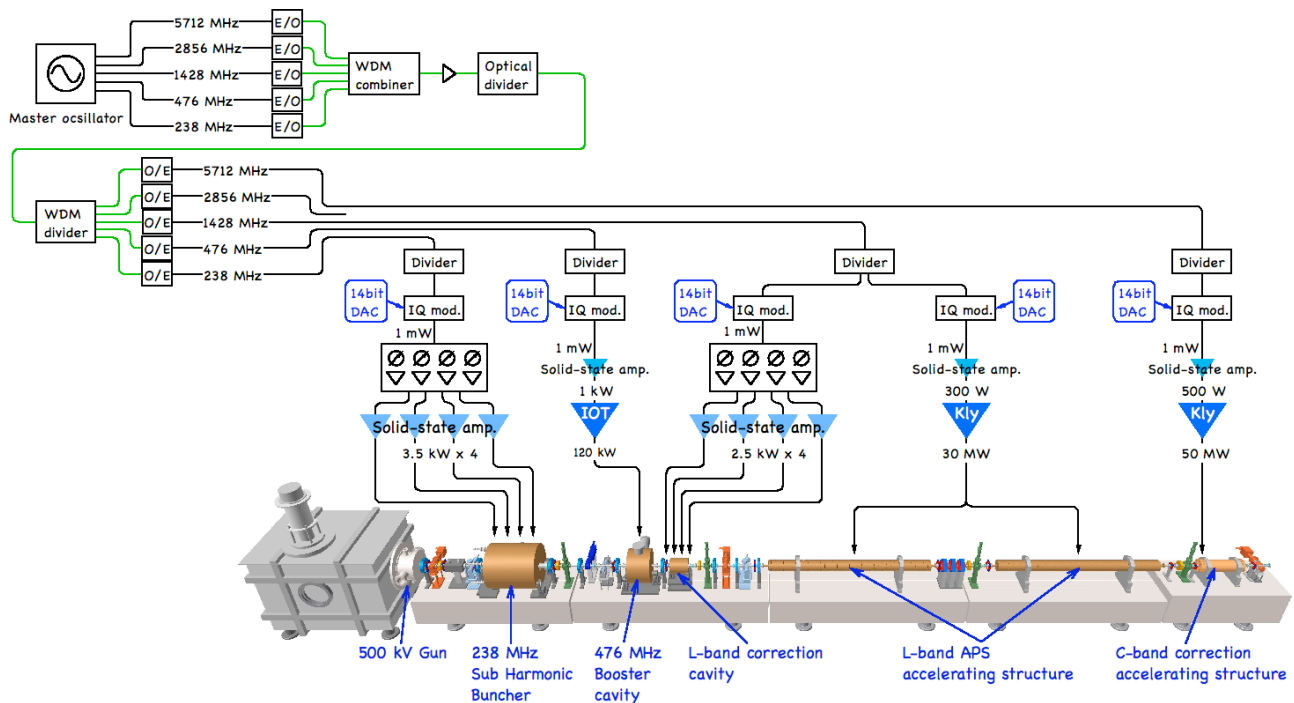 5712 MHz
E/O
2856 MHz
E/O
1428 MHz
E/O
476 MHz
E/O
238 MHz
E/O
Master ocsillator
WDM
combiner
Optical
divider
WDM
divider
O/E
5712 MHz
O/E
2856 MHz
O/E
1428 MHz
O/E
476 MHz
O/E
238 MHz
Divider
Divider
Divider
Divider
14bit
DAC
IQ mod.
14bit
DAC
IQ mod.
14bit
DAC
IQ mod.
IQ mod.
14bit
DAC
14bit
DAC
IQ mod.
1 mW
1 mW
1 mW
1 mW
1 mW
Solid-state amp.
Solid-state amp.
Solid-state amp.
1 kW
300 W
500 W
Solid-state amp.
IOT
Solid-state amp.
Kly
Kly
3.5 kW x 4
120 kW
2.5 kW x 4
30 MW
50 MW
500 kV Gun
238 MHz
Sub Harmonic
Buncher
476 MHz
Booster
cavity
L-band correction
cavity
L-band APS
accelerating structure
C-band correction
accelerating structure